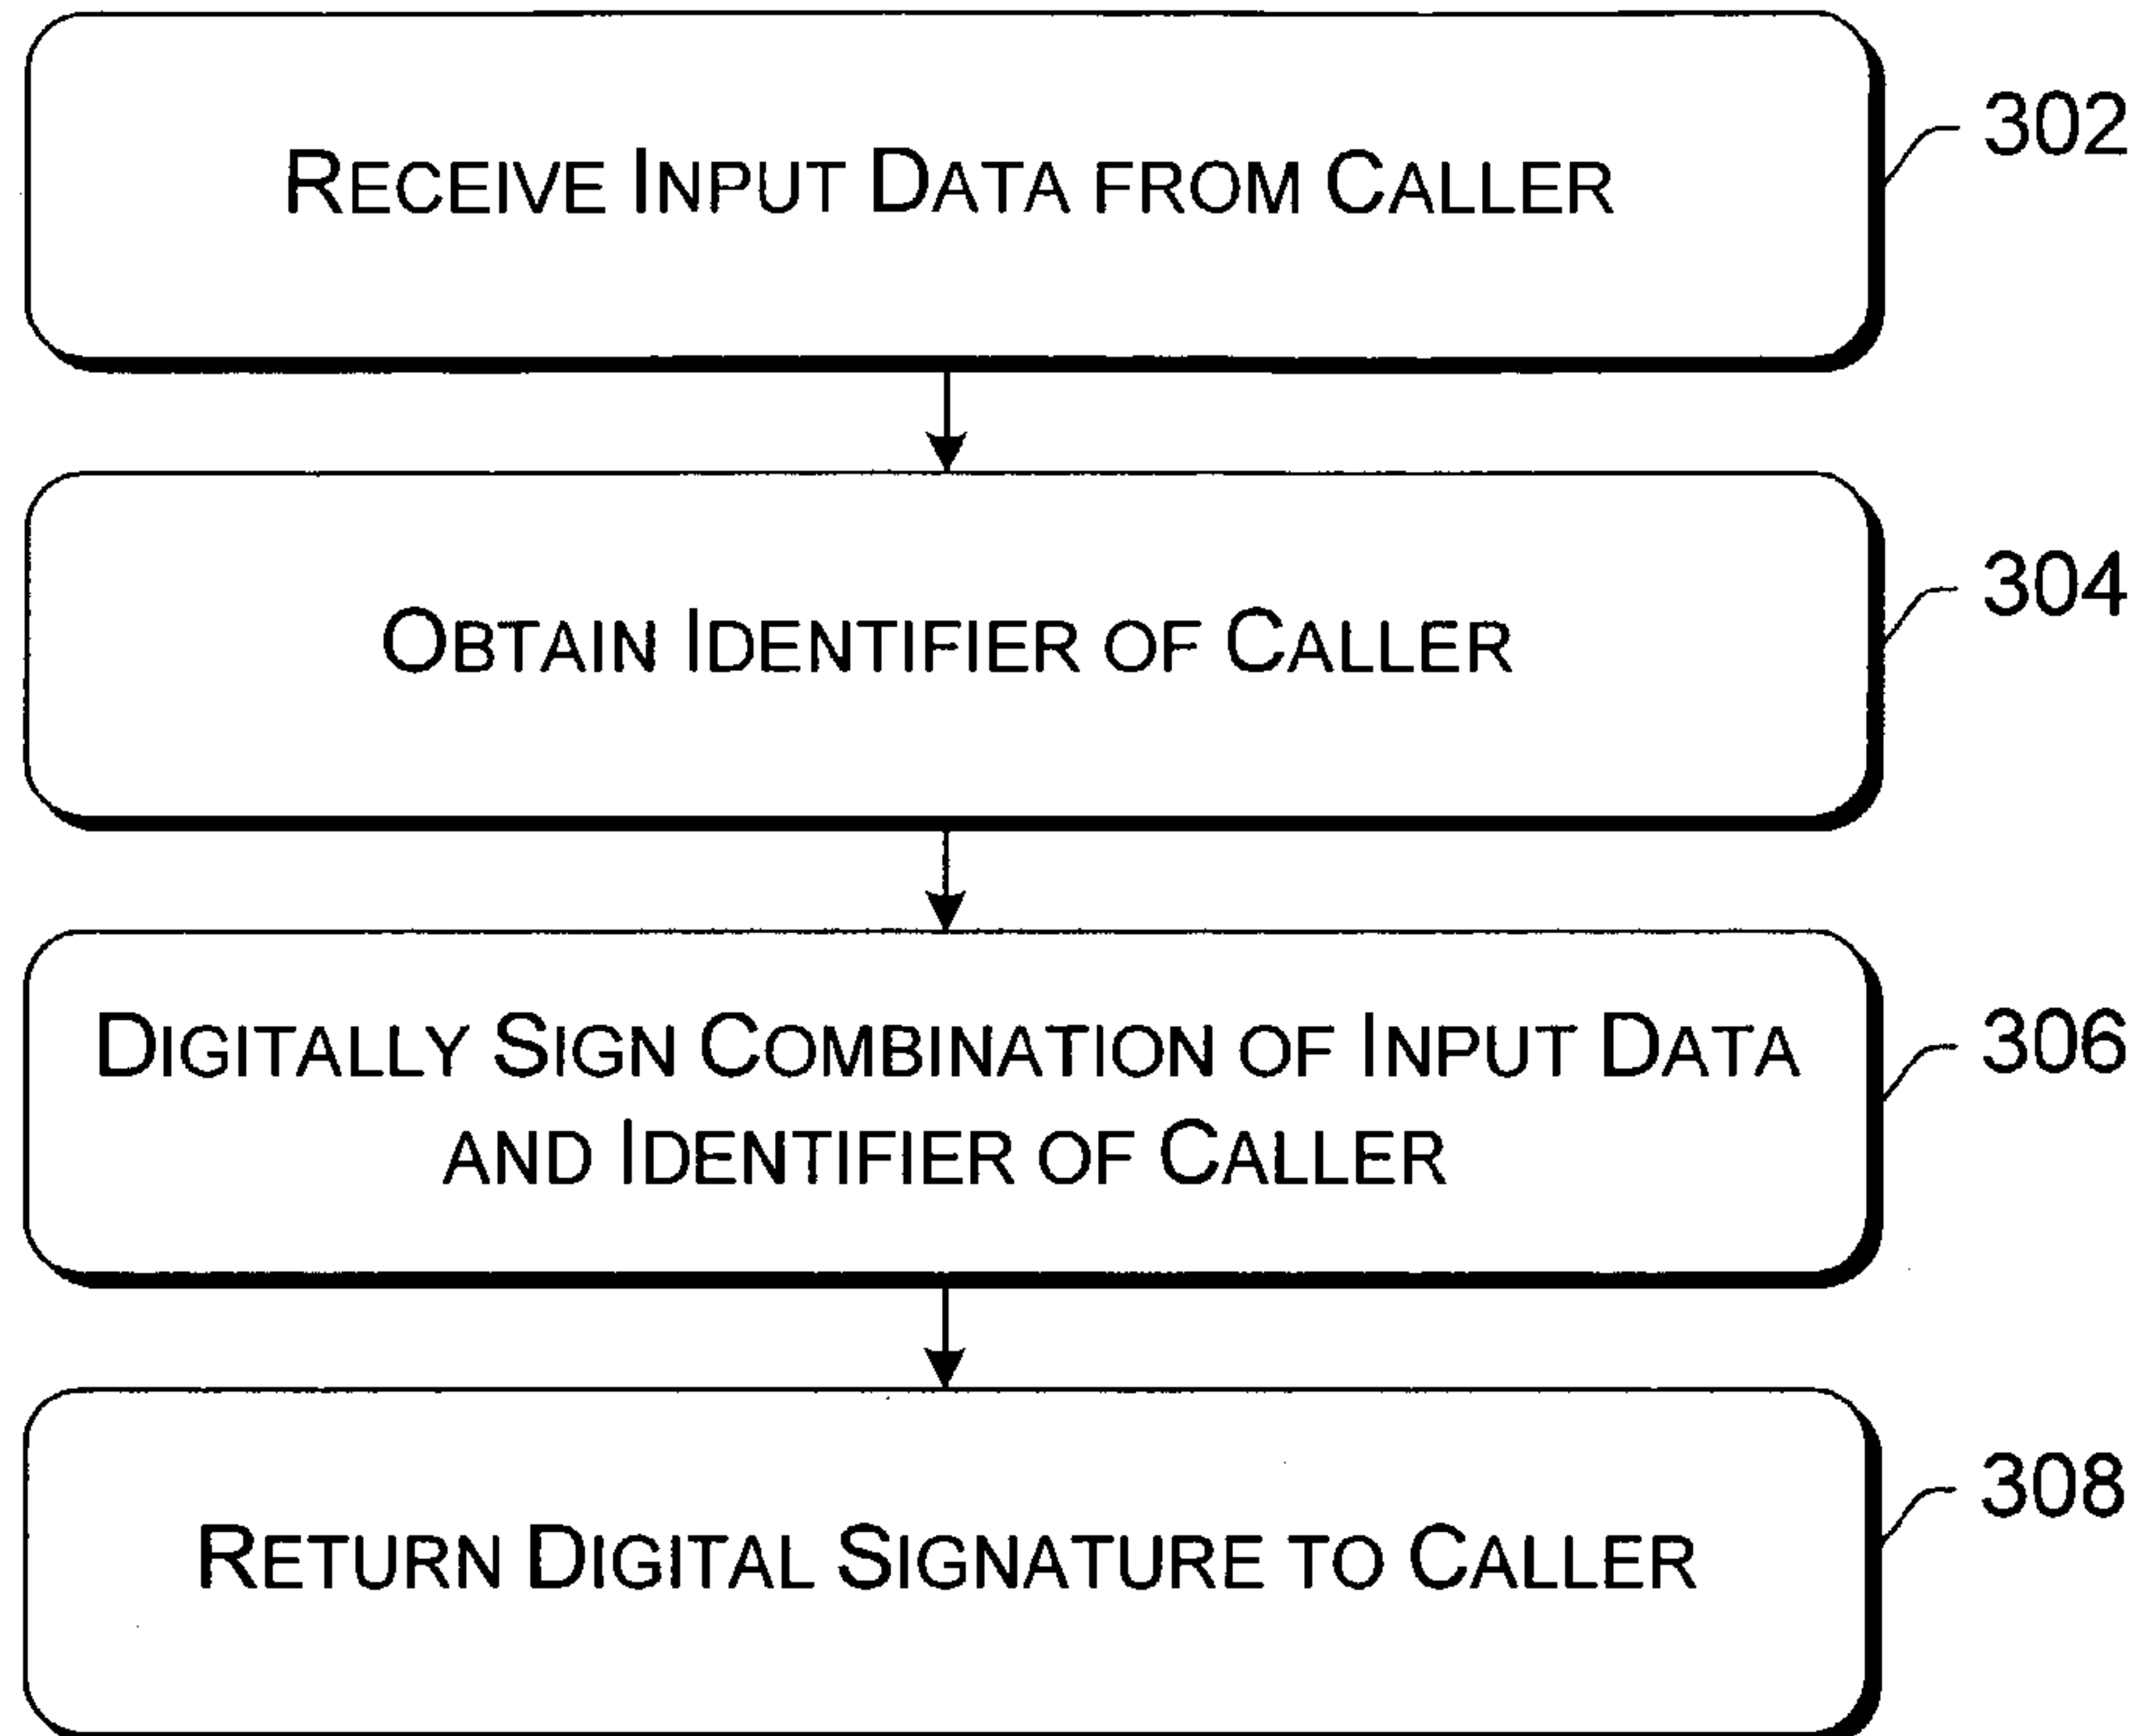 RECEIVE INPUT DATA FROM CALLER
302
OBTAIN IDENTIFIER OF CALLER
304
DIGITALLY SIGN COMBINATION OF INPUT DATA
AND IDENTIFIER OF CALLER
306
RETURN DIGITAL SIGNATURE TO CALLER
308